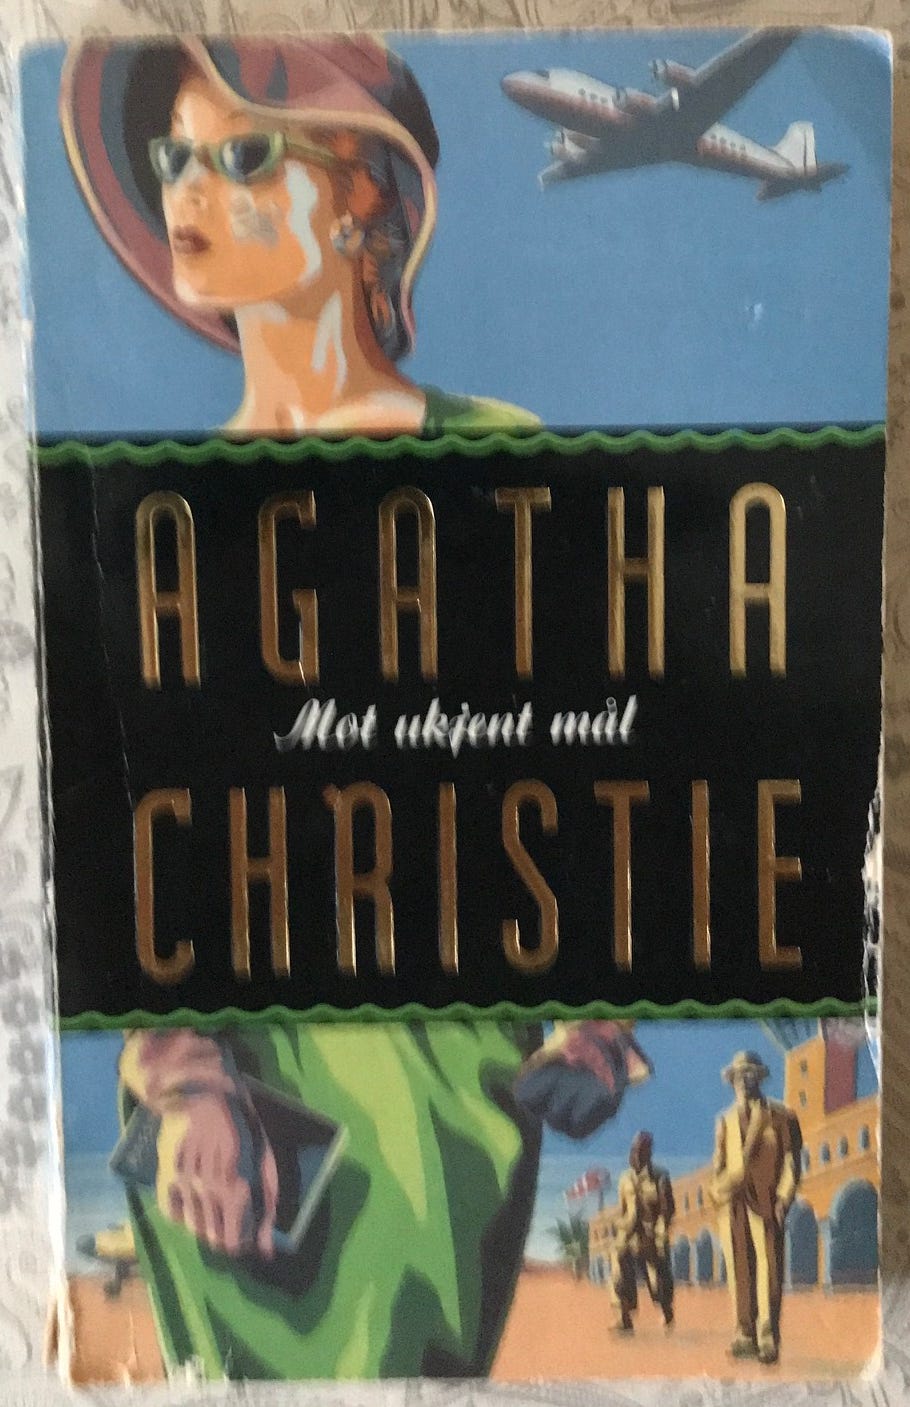 AGATHA
Mot ukjent mål
CHRISTIE